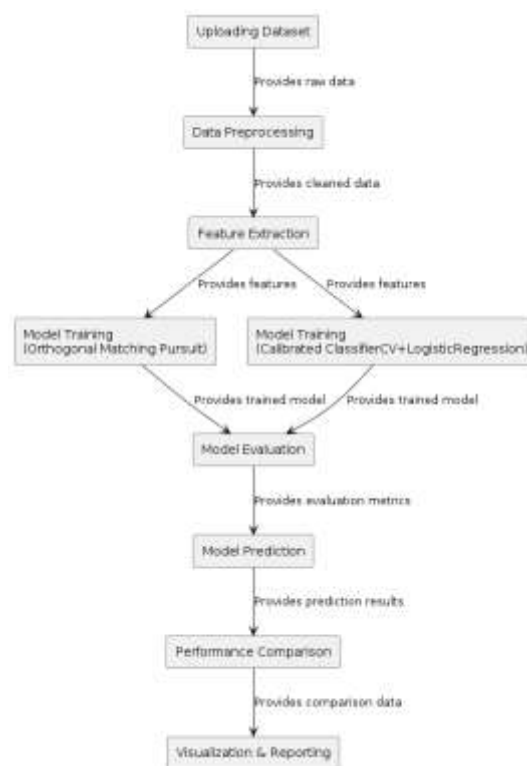 Uploading Dataset
Provides raw data
Data Preprocessing
Provides cleaned data
Feature Extraction
Provides features
Provides features
Model Training
(Orthogonal Matching Pursuit)
Model Training
(Calibrated ClassifierCV+LogisticRegression)
Provides trained model
Provides trained model
Model Evaluation
Provides evaluation metrics
Model Prediction
Provides prediction results
Performance Comparison
Provides comparison data
Visualization & Reporting